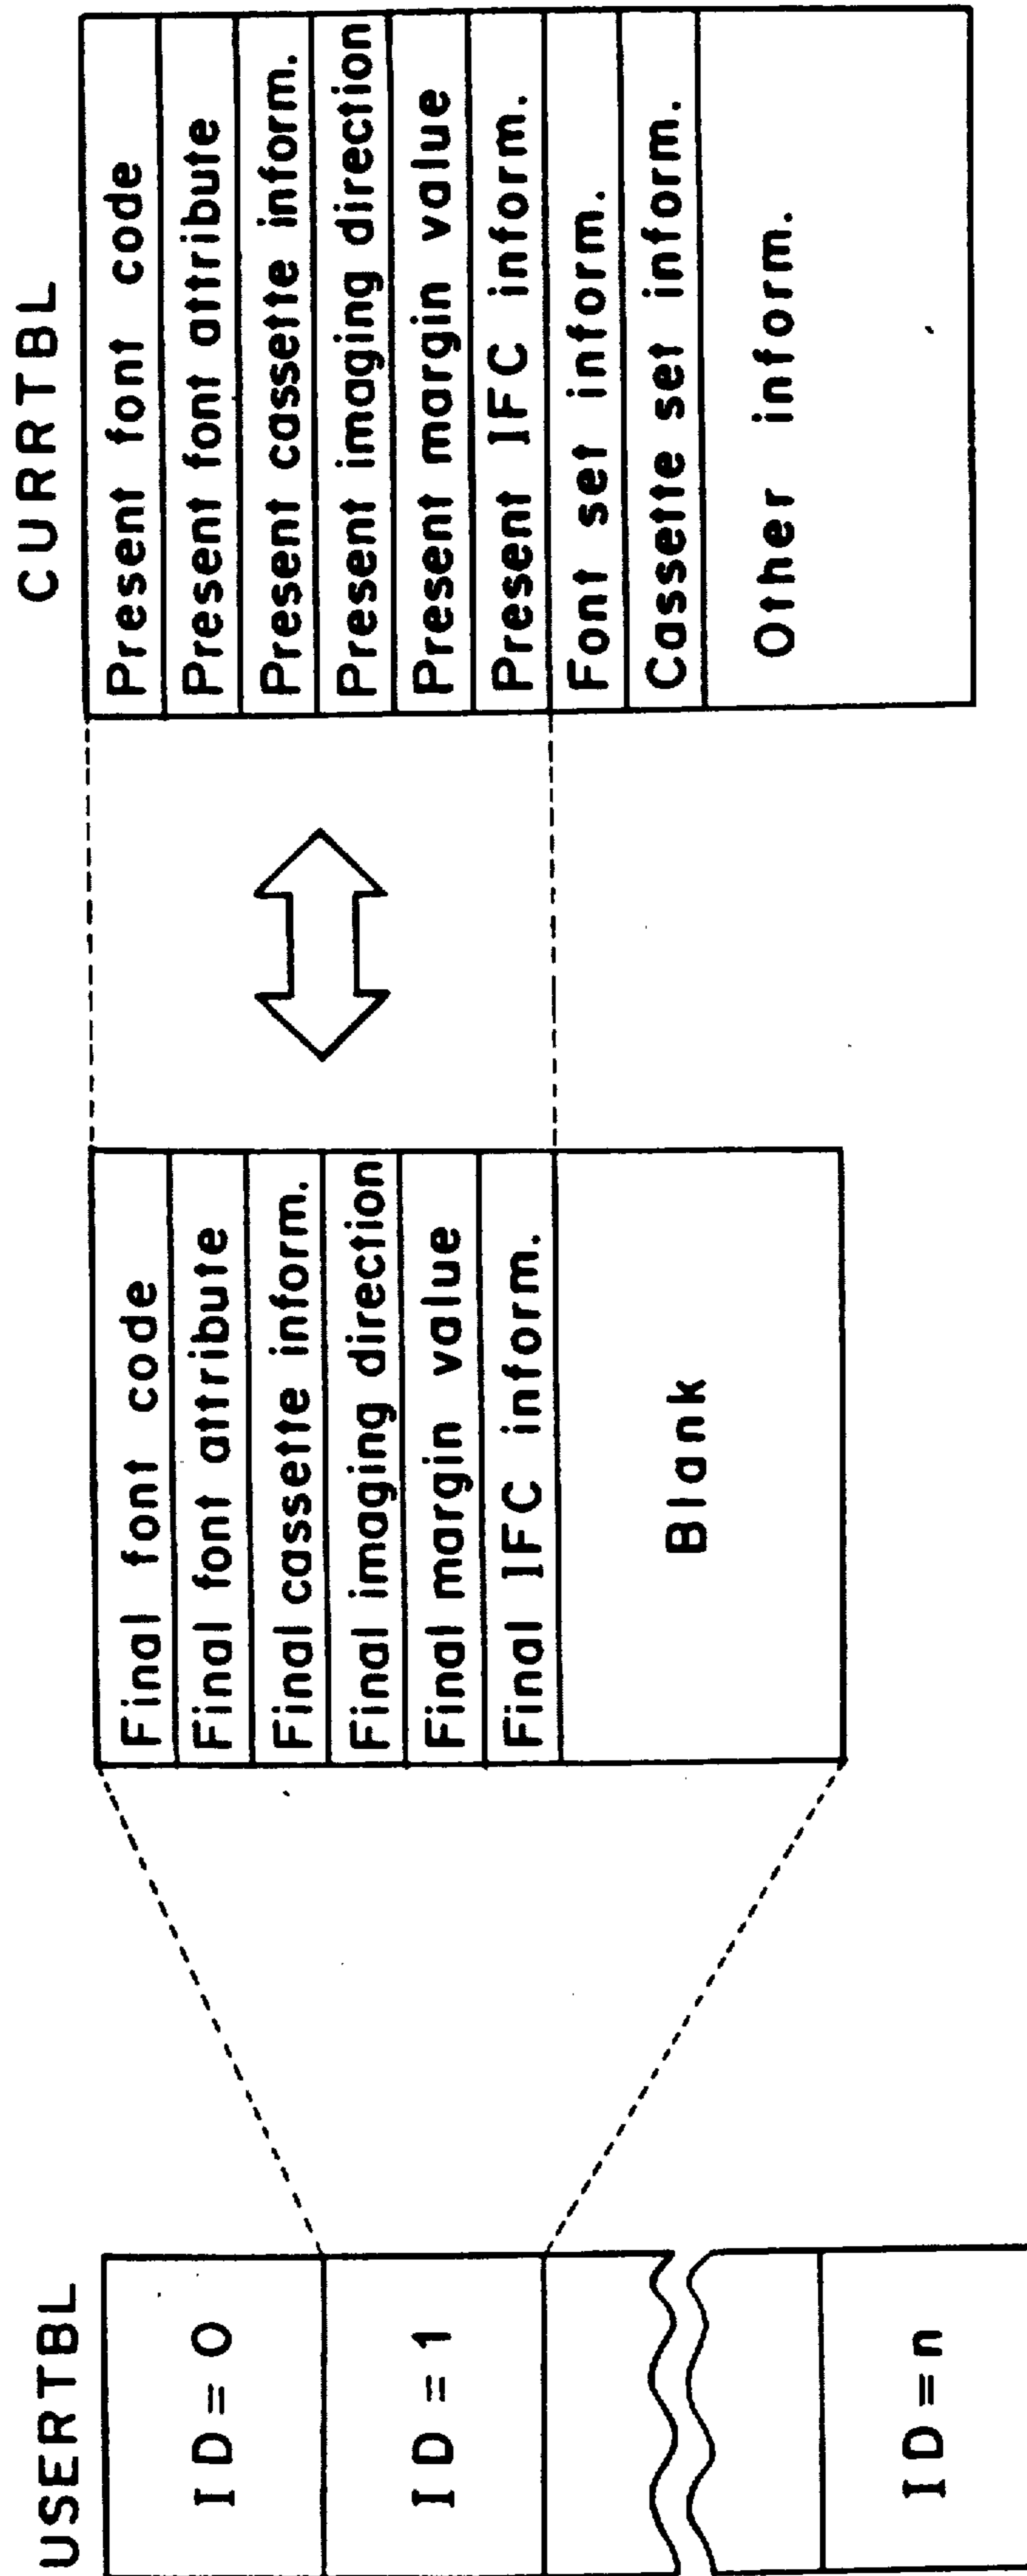 USERTBL
ID=0
ID=1
ID=n
Final font code
Final font attribute
Final cassette inform.
Final imaging direction
Final margin value
Final IFC inform.
Blank
CURRTBL
Present font code
Present font attribute
Present cassette inform.
Present imaging direction
Present margin value
Present IFC inform.
Font set inform.
Cassette set inform.
Other inform.